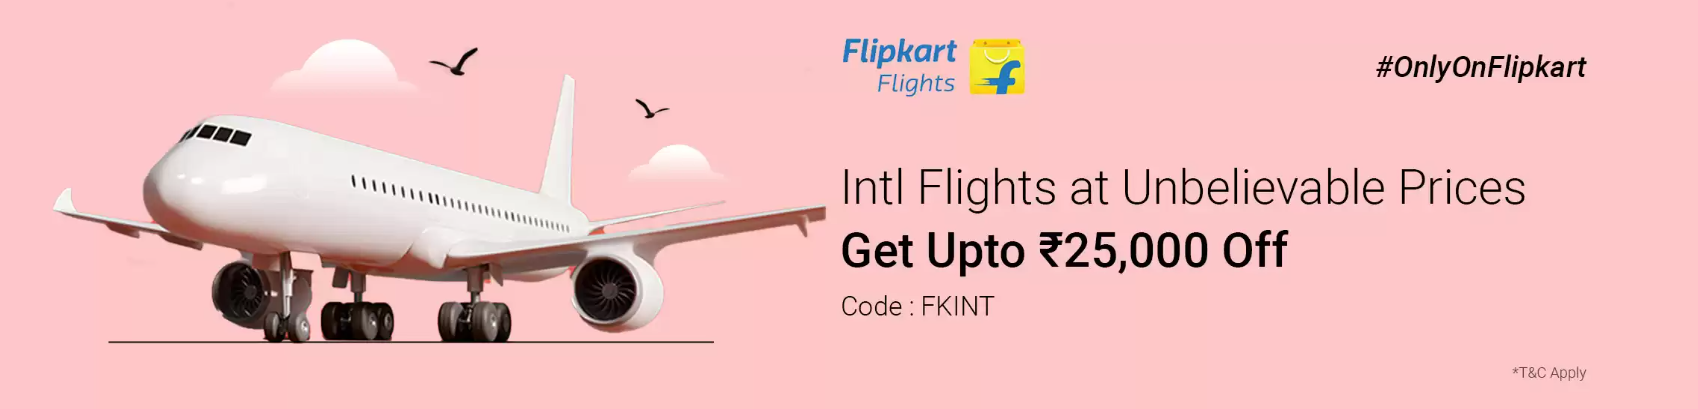 Flipkart
Flights
#OnlyOnFlipkart
Intl Flights at Unbelievable Prices
Get Upto ₹25,000 Off
Code : FKINT
*T&C Apply